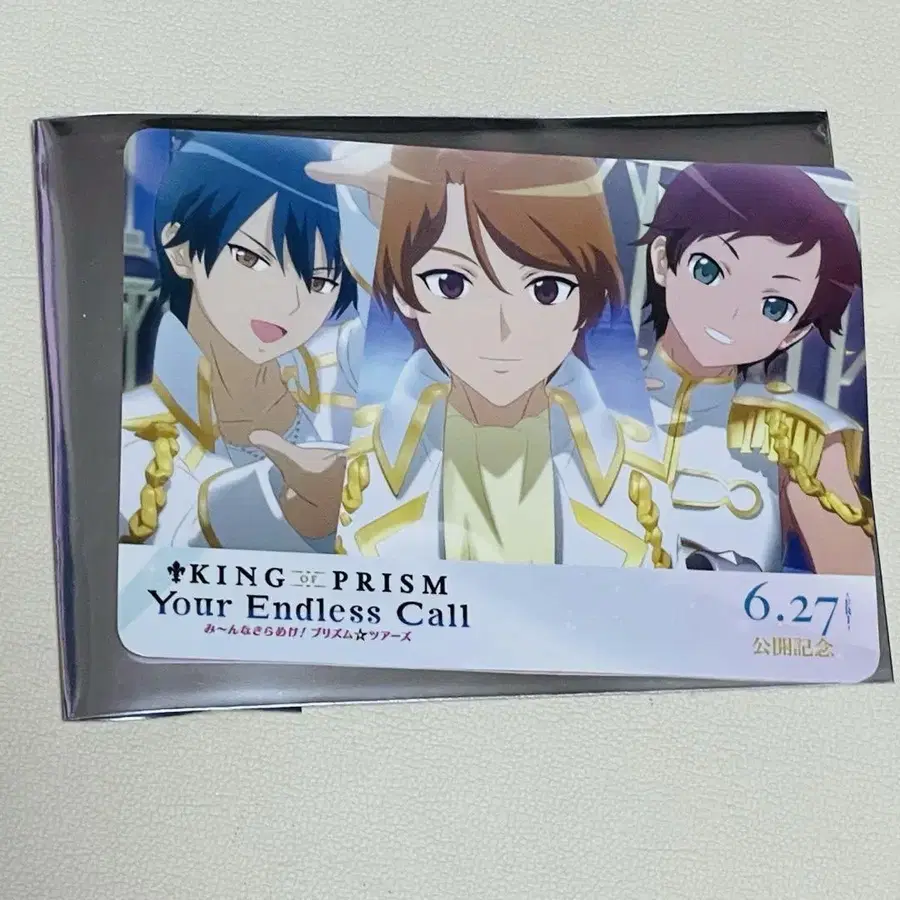 KING OF PRISM
Your Endless Call
み〜んなきらめけ！プリズム☆ツアーズ
6.27 -FRI-
公開記念